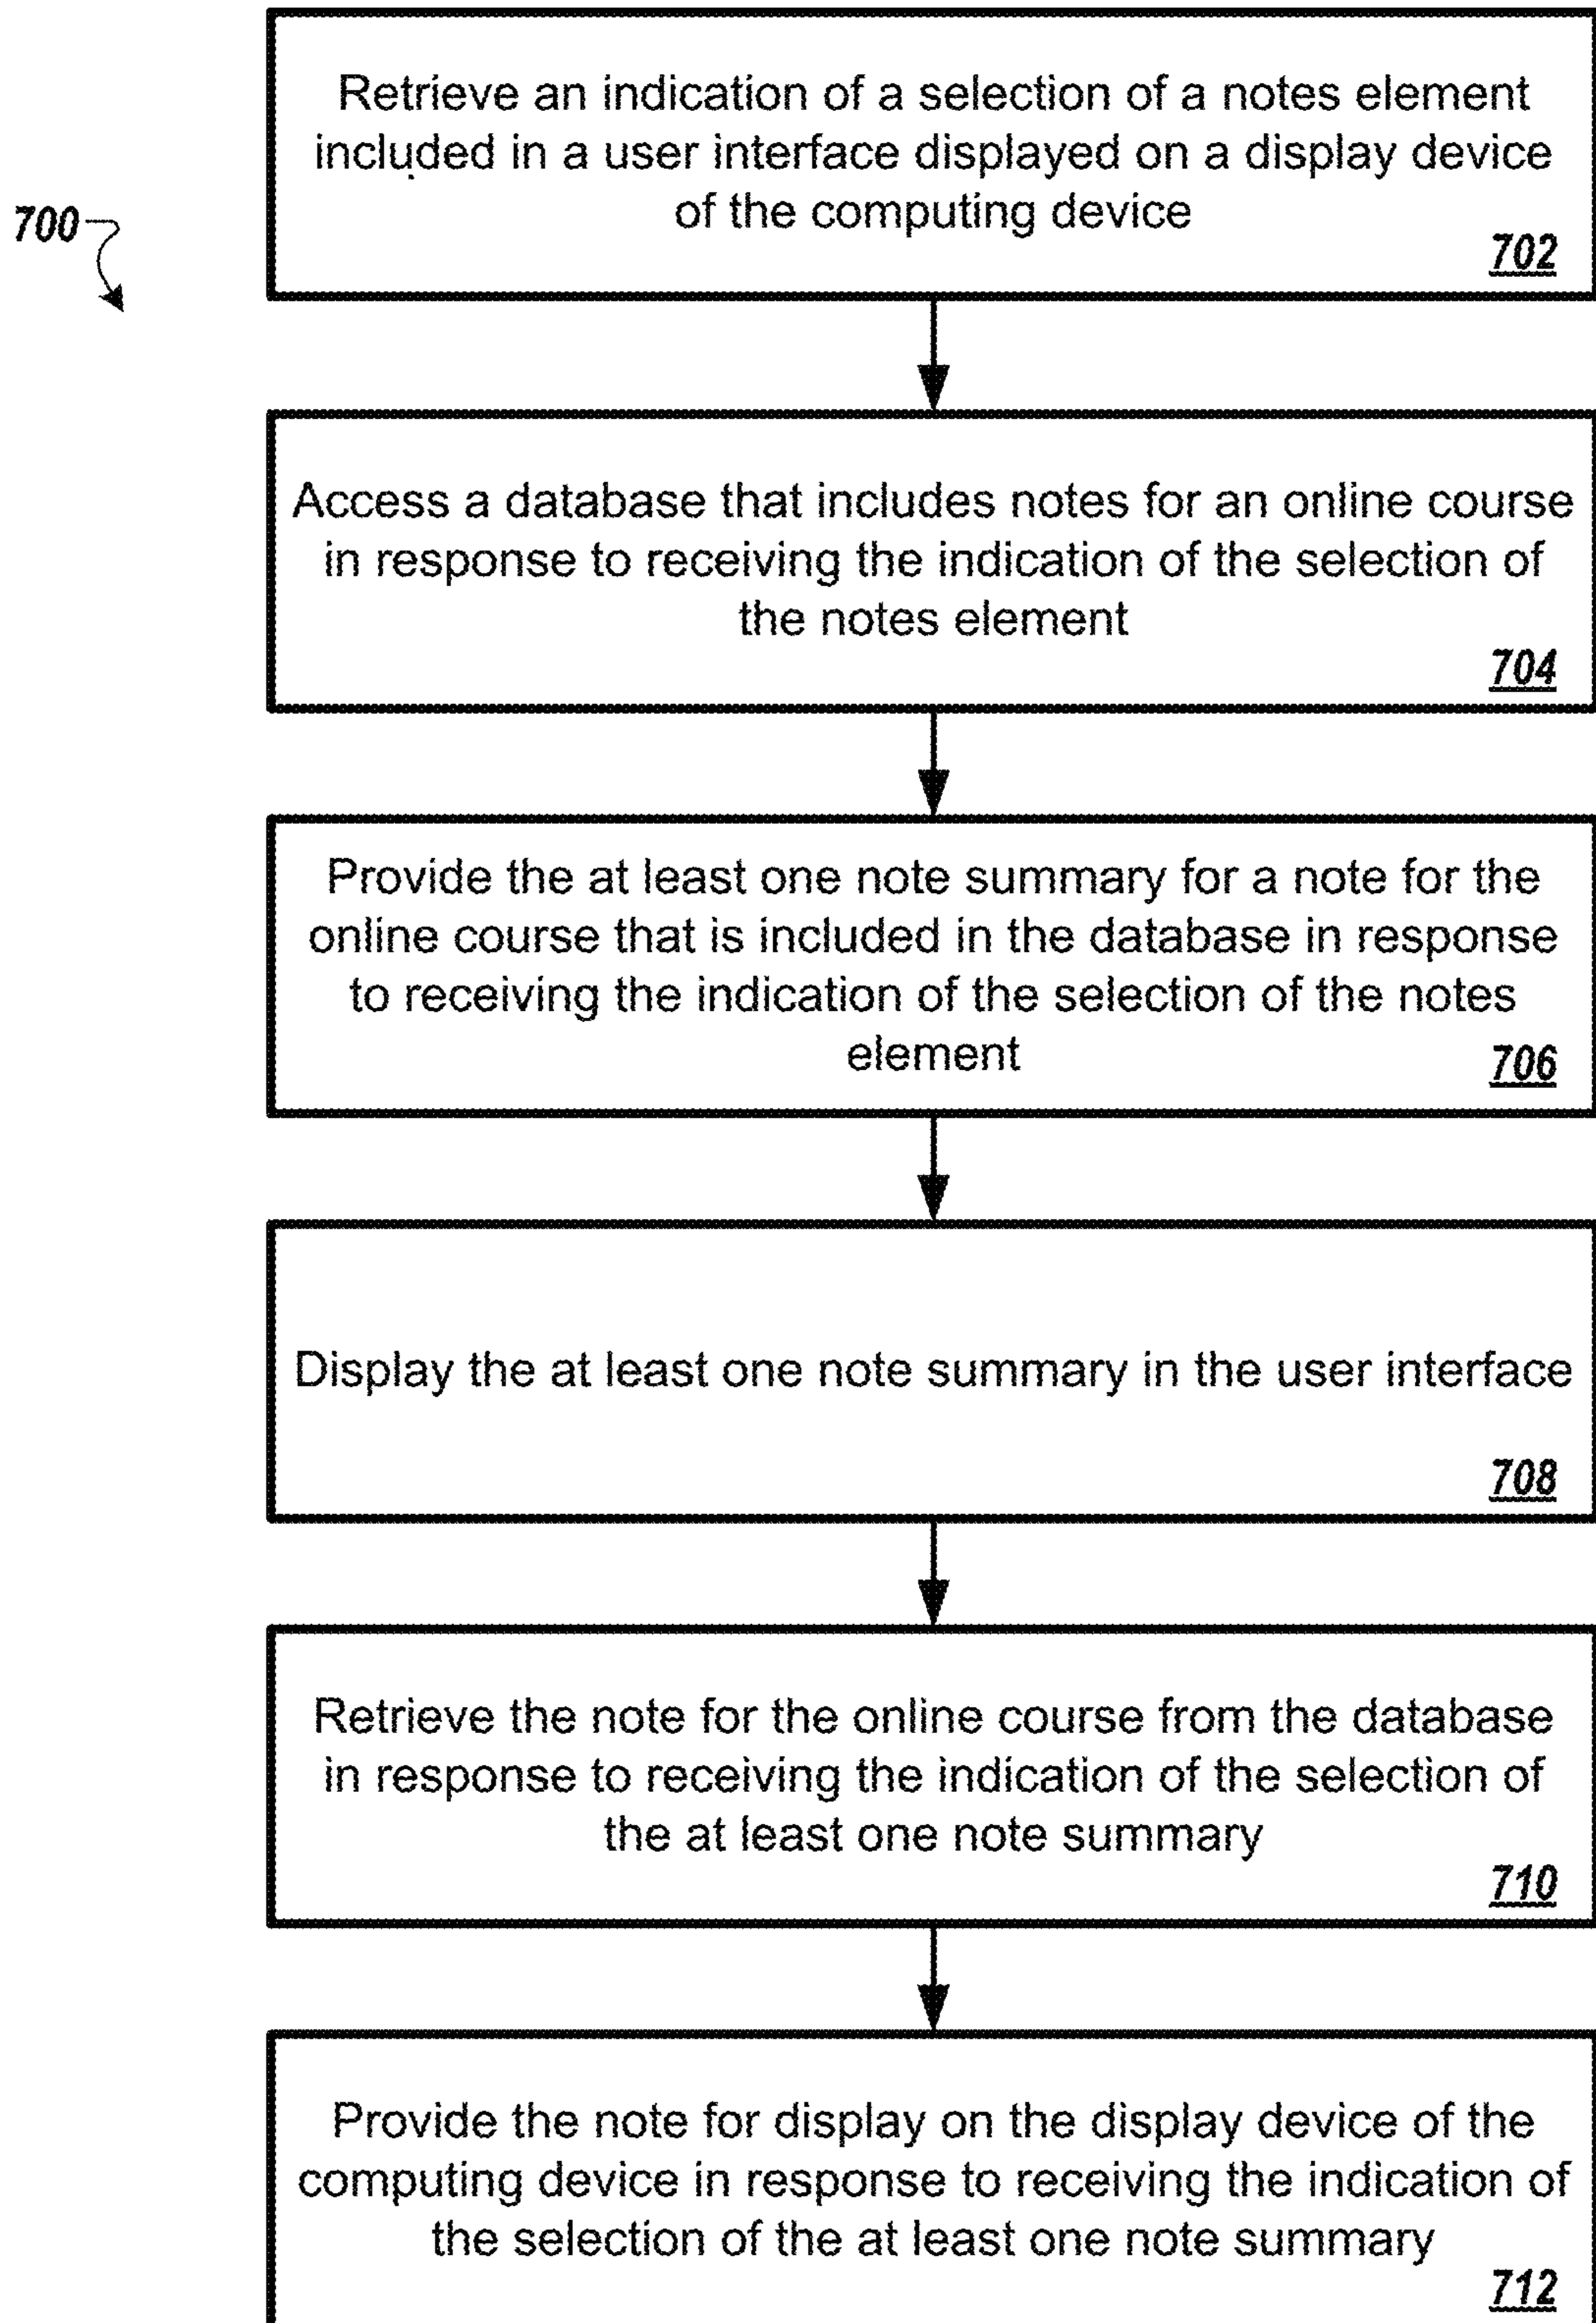 Retrieve an indication of a selection of a notes element
included in a user interface displayed on a display device
of the computing device
700
702
Access a database that includes notes for an online course
in response to receiving the indication of the selection of
the notes element
704
Provide the at least one note summary for a note for the
online course that is included in the database in response
to receiving the indication of the selection of the notes
element
706
Display the at least one note summary in the user interface
708
Retrieve the note for the online course from the database
in response to receiving the indication of the selection of
the at least one note summary
710
Provide the note for display on the display device of the
computing device in response to receiving the indication of
the selection of the at least one note summary
712